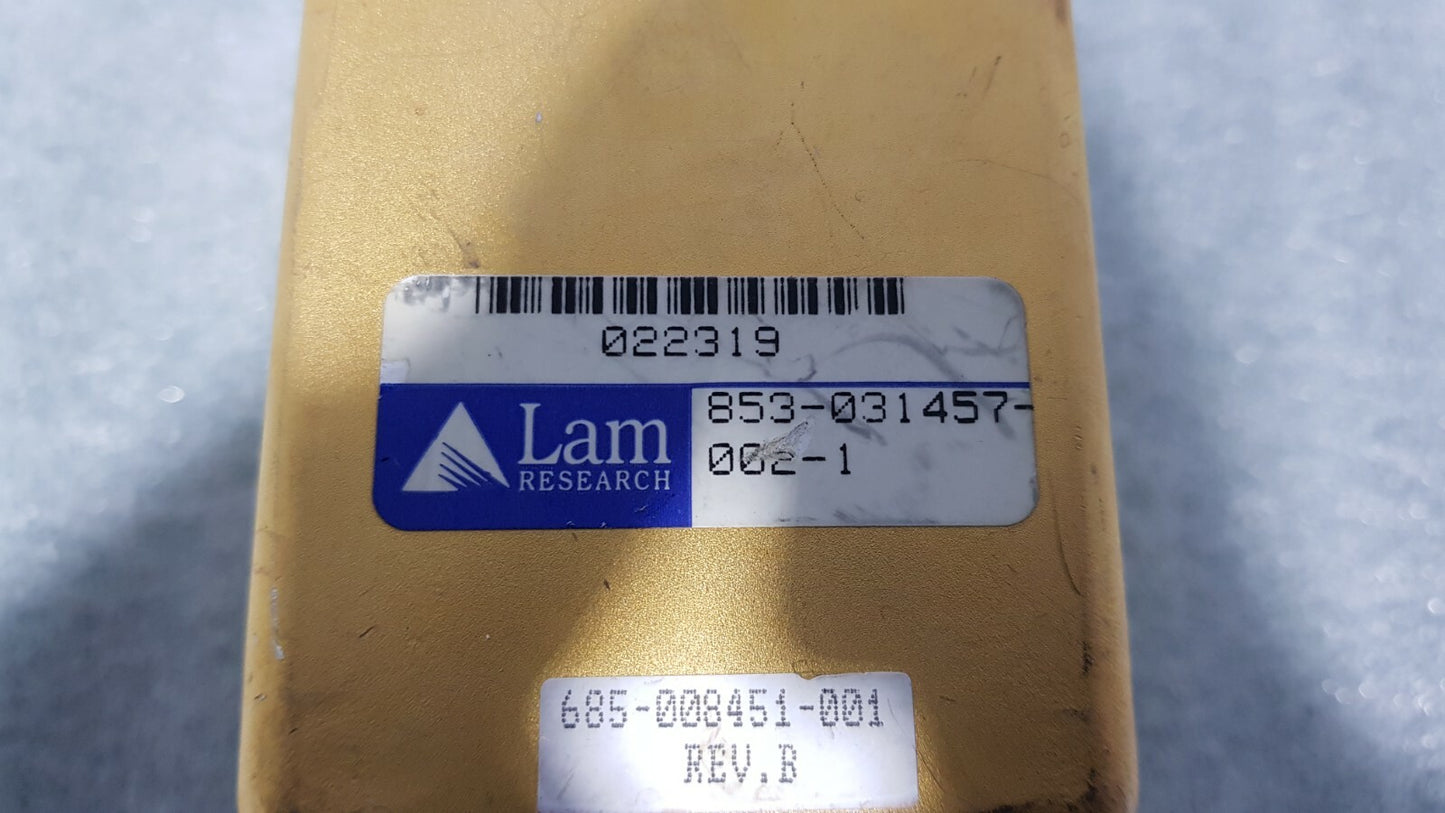 022319
Lam
RESEARCH
853-031457-
002-1
685-008451-001
REV.B